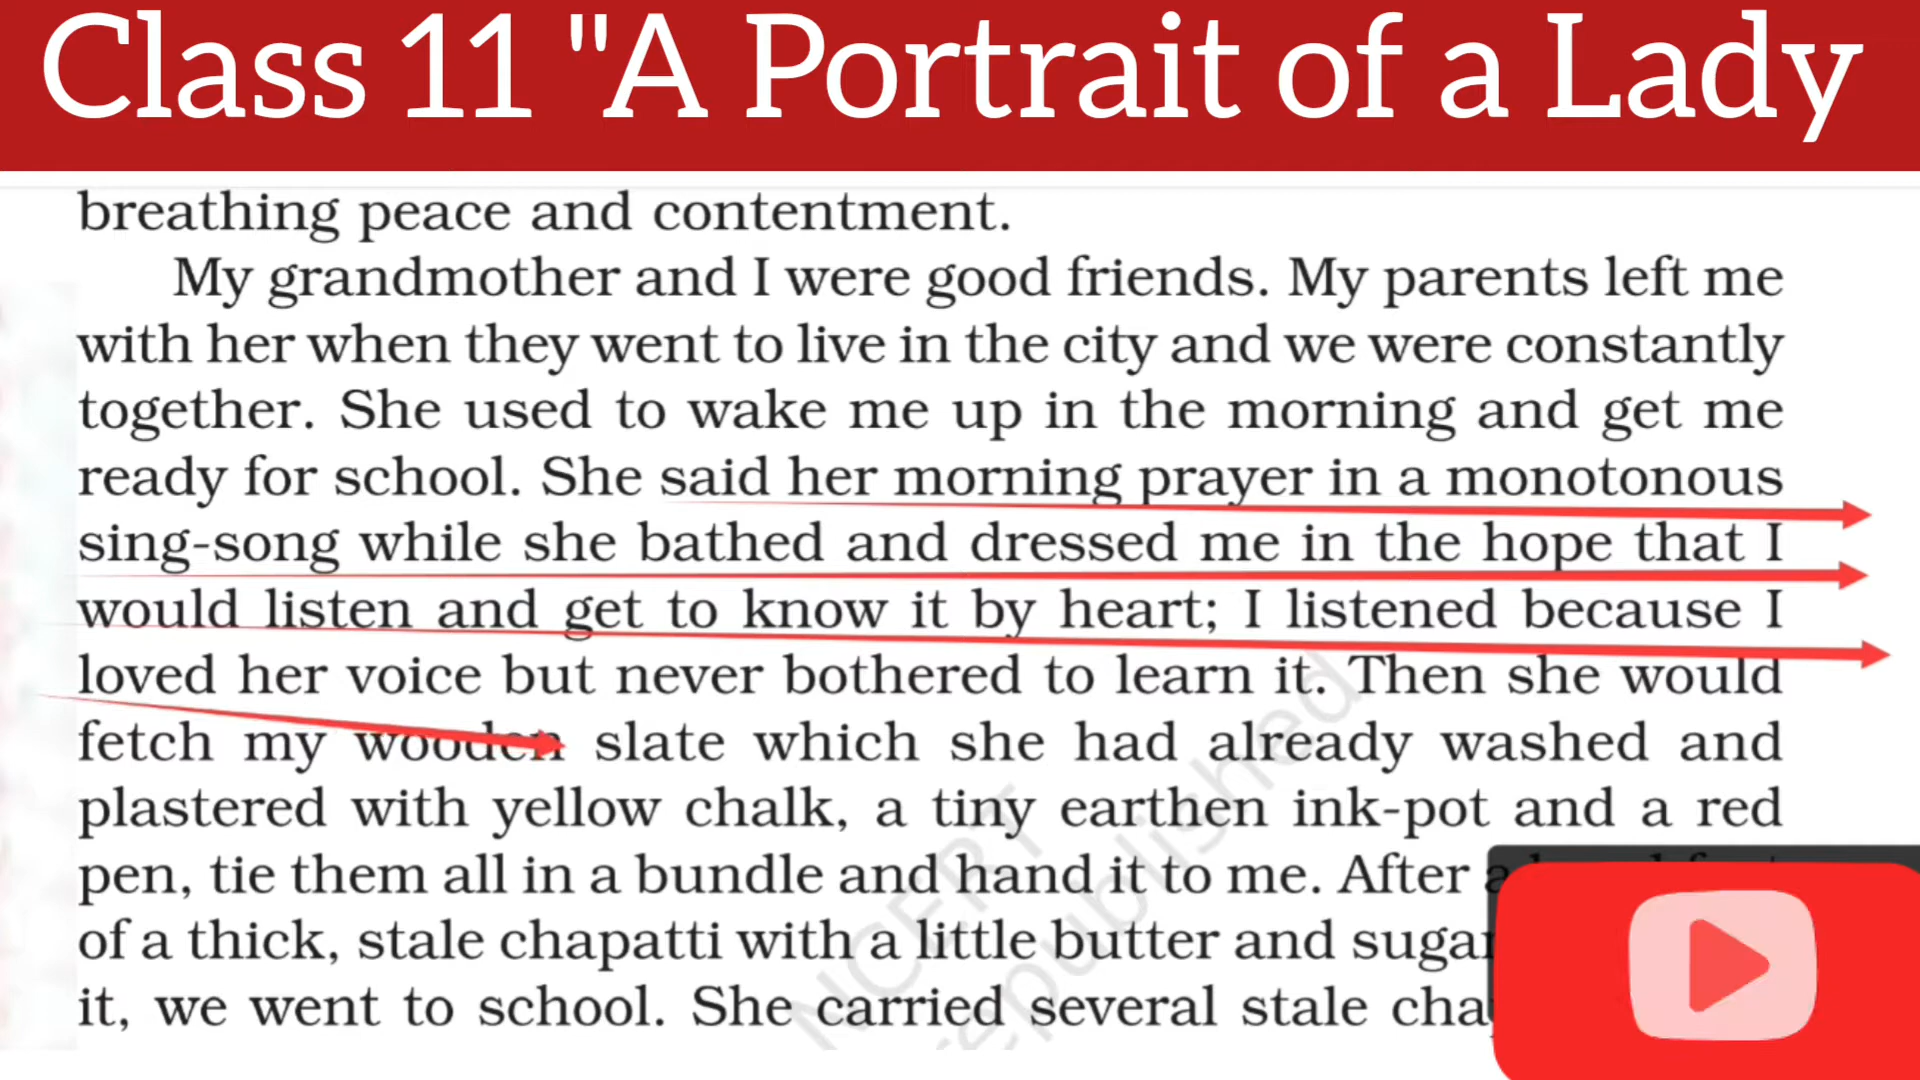 Class 11 "A Portrait of a Lady
breathing peace and contentment.
My grandmother and I were good friends. My parents left me
with her when they went to live in the city and we were constantly
together. She used to wake me up in the morning and get me
ready for school. She said her morning prayer in a monotonous
sing-song while she bathed and dressed me in the hope that I
would listen and get to know it by heart; I listened because I
loved her voice but never bothered to learn it. Then she would
fetch my wooden slate which she had already washed and
plastered with yellow chalk, a tiny earthen ink-pot and a red
pen, tie them all in a bundle and hand it to me. After a
of a thick, stale chapatti with a little butter and sugar
it, we went to school. She carried several stale
NCERT
republished